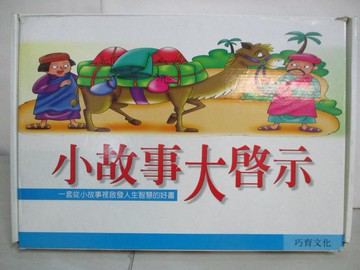 小故事大啓示
一套從小故事裡啟發人生智慧的好書
巧育文化